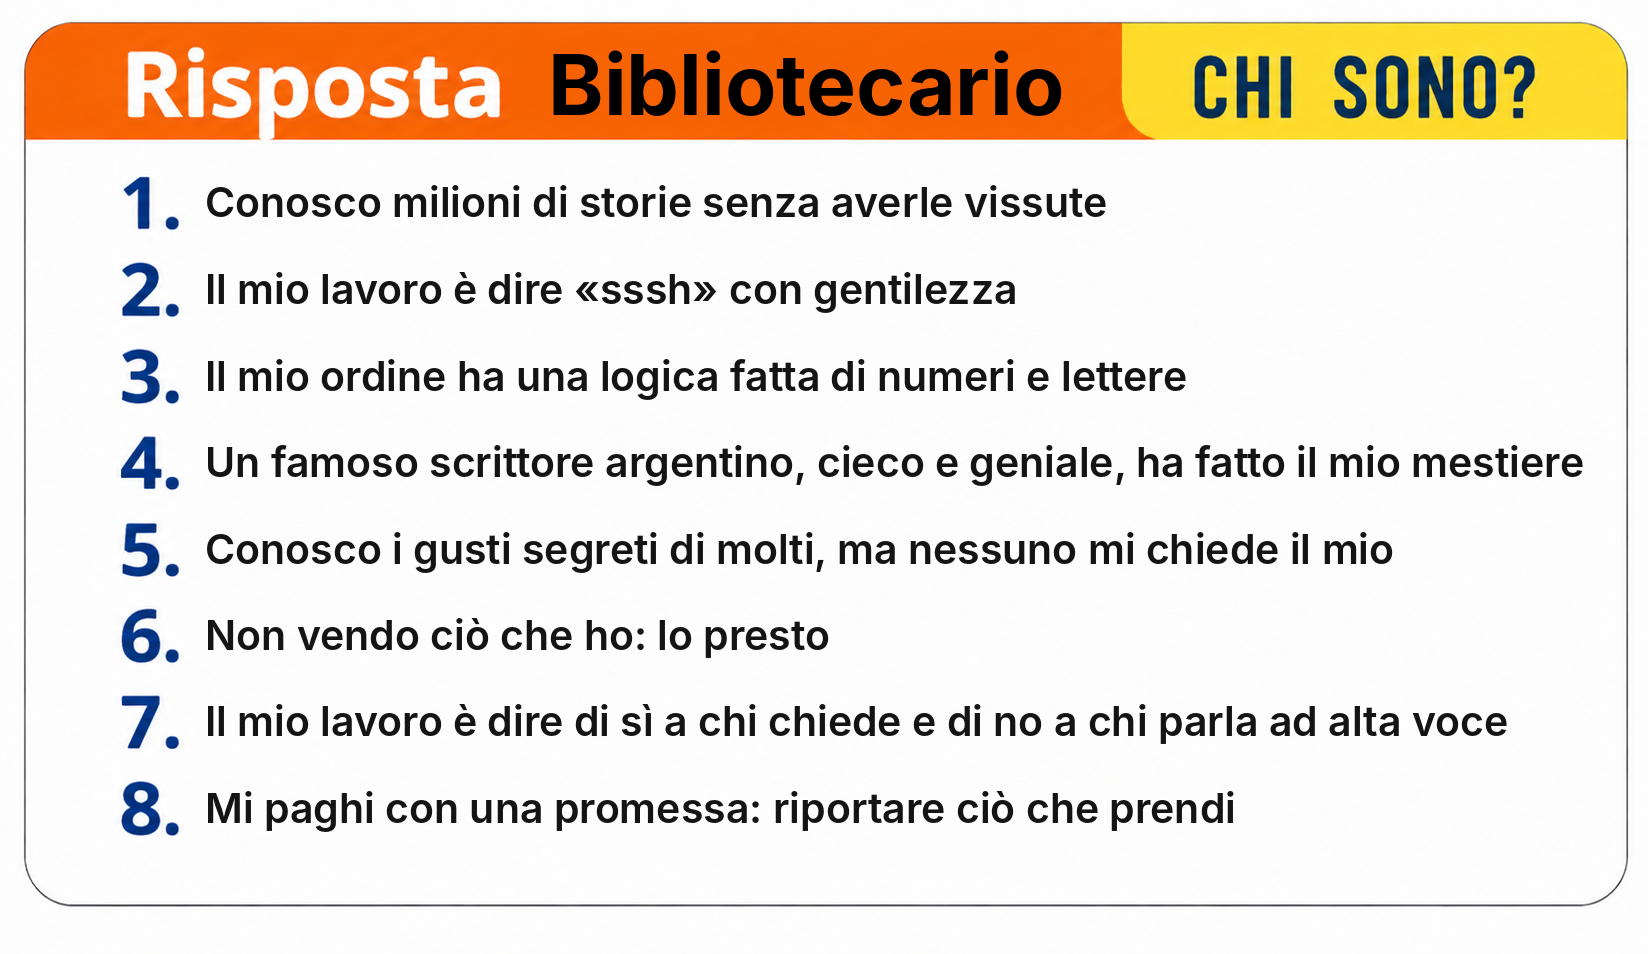 Risposta Bibliotecario CHI SONO?
1. Conosco milioni di storie senza averle vissute
2. Il mio lavoro è dire «sssh» con gentilezza
3. Il mio ordine ha una logica fatta di numeri e lettere
4. Un famoso scrittore argentino, cieco e geniale, ha fatto il mio mestiere
5. Conosco i gusti segreti di molti, ma nessuno mi chiede il mio
6. Non vendo ciò che ho: lo presto
7. Il mio lavoro è dire di sì a chi chiede e di no a chi parla ad alta voce
8. Mi paghi con una promessa: riportare ciò che prendi